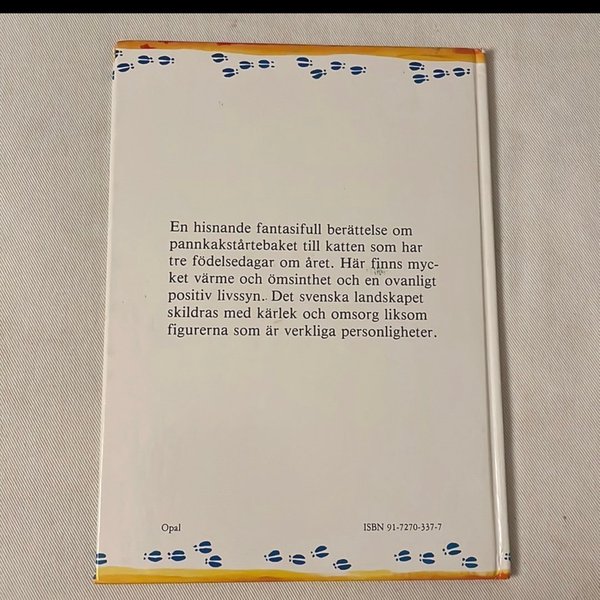 En hisnande fantasifull berättelse om
pannkakstårtebaket till katten som har
tre födelsedagar om året. Här finns myc-
ket värme och ömsinthet och en ovanligt
positiv livssyn. Det svenska landskapet
skildras med kärlek och omsorg liksom
figurerna som är verkliga personligheter.
Opal
ISBN 91-7270-337-7